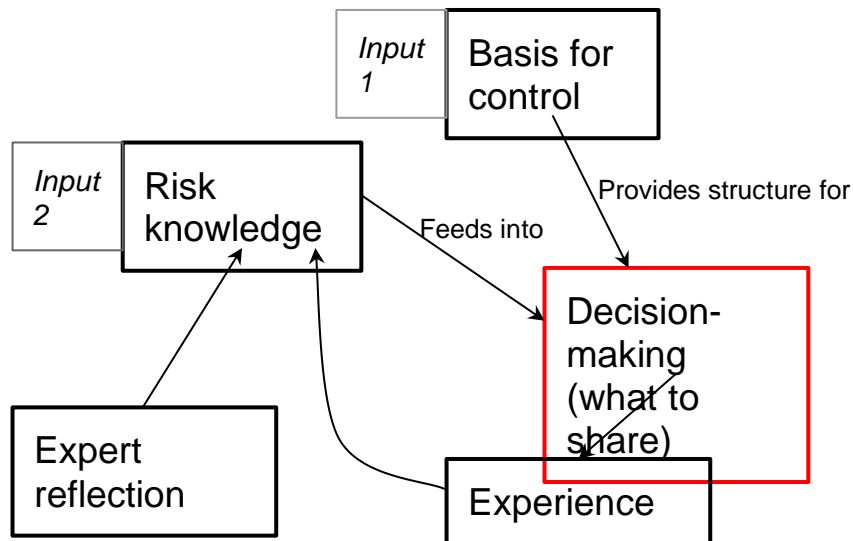 Input
1
Basis for
control
Input
2
Risk
knowledge
Provides structure for
Feeds into
Decision-
making
(what to
share)
Expert
reflection
Experience